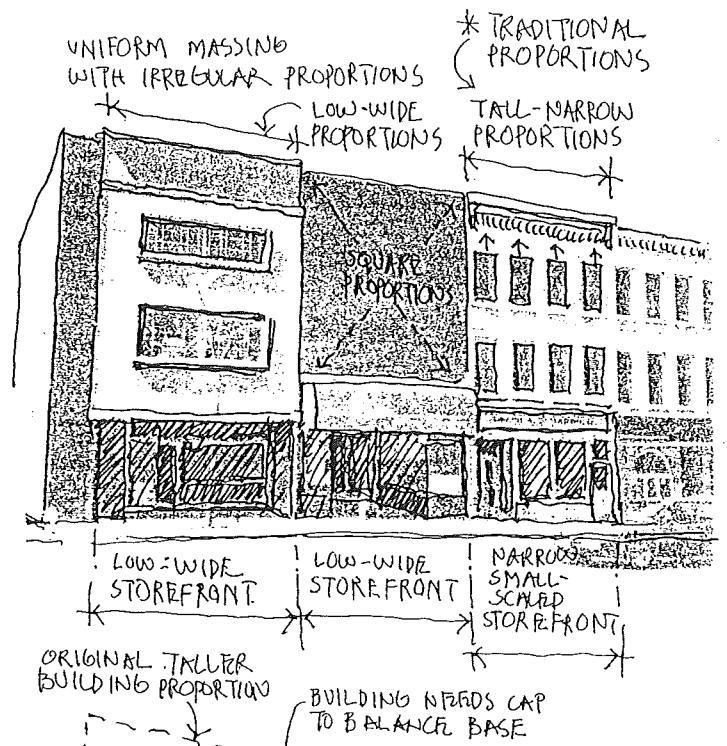 UNIFORM MASSING
WITH IRREGULAR PROPORTIONS
LOW-WIDE
PROPORTIONS
* TRADITIONAL
PROPORTIONS
TALL-NARROW
PROPORTIONS
SQUARE
PROPORTIONS
LOW-WIDE
STOREFRONT
LOW-WIDE
STOREFRONT
NARROW
SMALL-
SCALED
STOREFRONT
ORIGINAL TALLER
BUILDING PROPORTION
BUILDING NEEDS CAP
TO BALANCE BASE